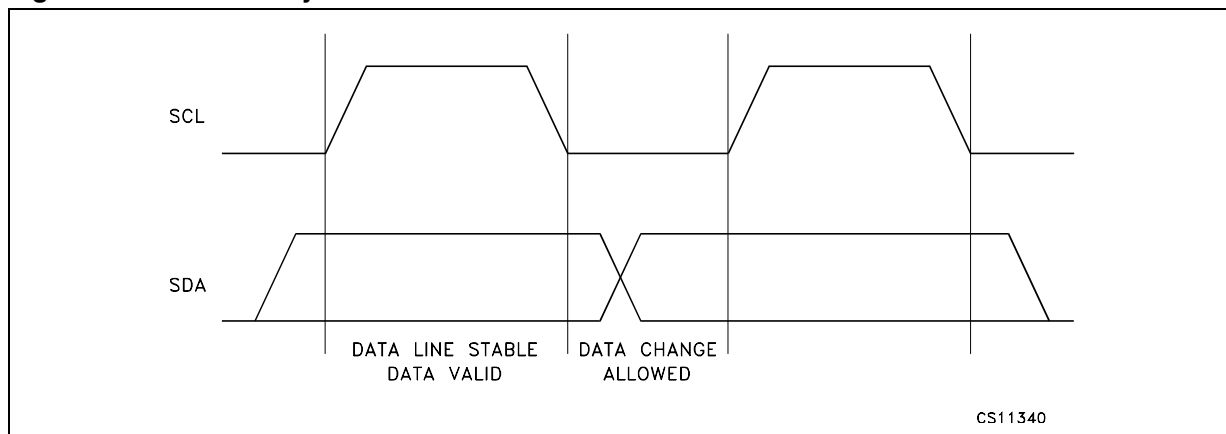 SCL
SDA
DATA LINE STABLE
DATA VALID
DATA CHANGE
ALLOWED
CS11340